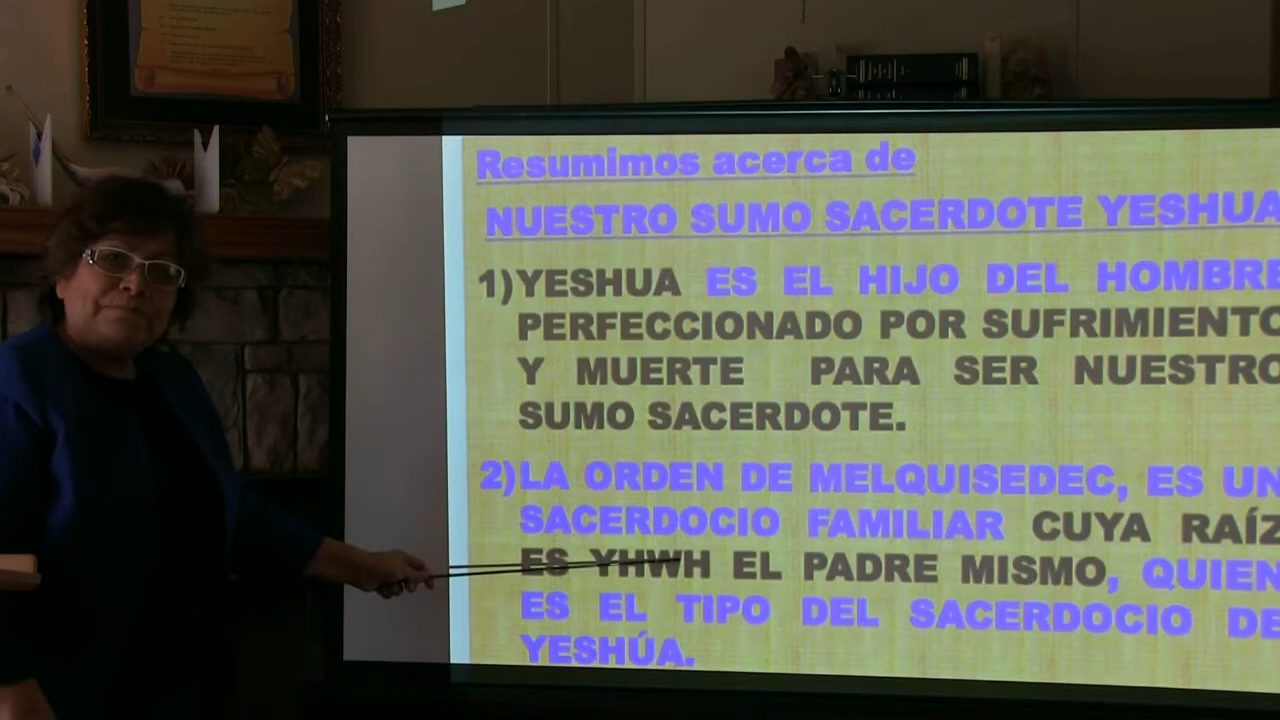 Resumimos acerca de
NUESTRO SUMO SACERDOTE YESHUA
1)YESHUA ES EL HIJO DEL HOMBRE
PERFECCIONADO POR SUFRIMIENTO
Y MUERTE PARA SER NUESTRO
SUMO SACERDOTE.
2)LA ORDEN DE MELQUISEDEC, ES UN
SACERDOCIO FAMILIAR CUYA RAÍZ
ES YHWH EL PADRE MISMO, QUIEN
ES EL TIPO DEL SACERDOCIO DE
YESHÚA.